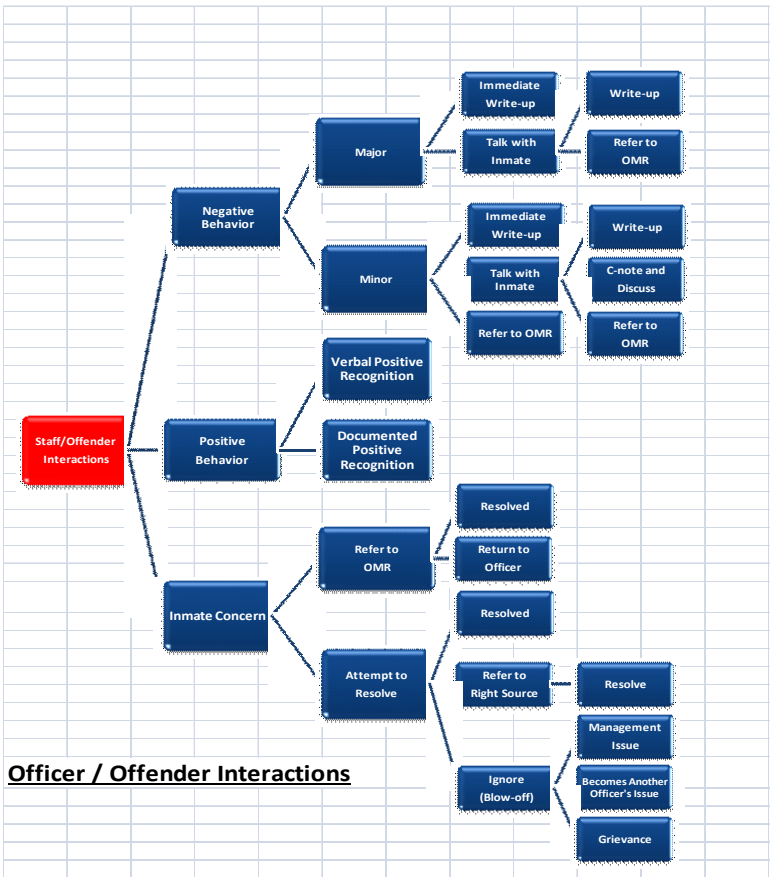 Immediate
Write-up
Write-up
Major
Talk with
Inmate
Refer to
OMR
Negative
Behavior
Immediate
Write-up
Write-up
Minor
Talk with
Inmate
C-note and
Discuss
Refer to OMR
Refer to
OMR
Verbal Positive
Recognition
Staff/Offender
Interactions
Positive
Behavior
Documented
Positive
Recognition
Resolved
Refer to
OMR
Return to
Officer
Inmate Concern
Resolved
Attempt to
Resolve
Refer to
Right Source
Resolve
Management
Issue
Officer / Offender Interactions
Ignore
(Blow-off)
Becomes Another
Officer's Issue
Grievance